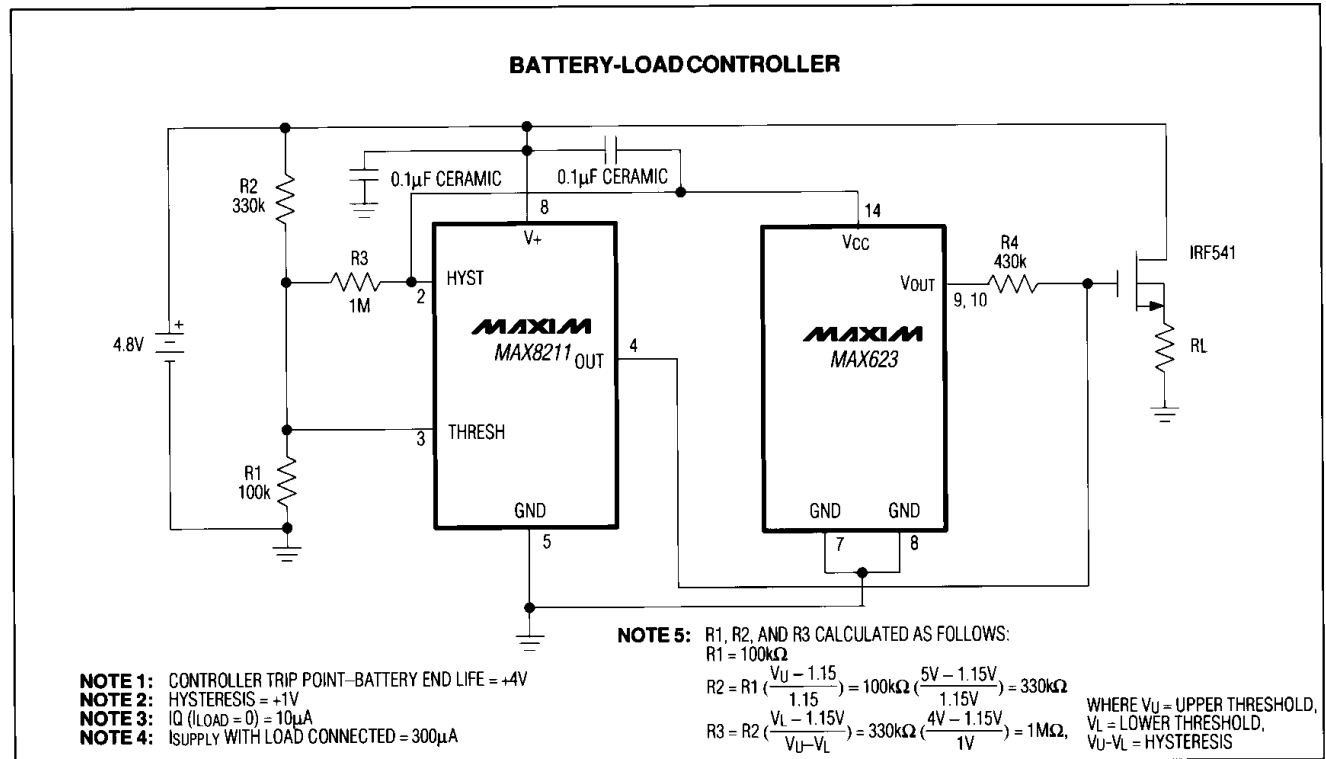 BATTERY-LOAD CONTROLLER
R2
330k
0.1µF CERAMIC
0.1µF CERAMIC
8
14
V+
VCC
R3
1M
HYST
2
R4
430k
IRF541
VOUT
9, 10
MAXIM
MAX8211
OUT
4
MAXIM
MAX623
4.8V
+
RL
3
THRESH
R1
100k
GND
5
GND GND
7 8
NOTE 1: CONTROLLER TRIP POINT–BATTERY END LIFE = +4V
NOTE 2: HYSTERESIS = +1V
NOTE 3: IQ (ILOAD = 0) = 10µA
NOTE 4: ISUPPLY WITH LOAD CONNECTED = 300µA
NOTE 5: R1, R2, AND R3 CALCULATED AS FOLLOWS:
R1 = 100kΩ
R2 = R1 (VU – 1.15 / 1.15) = 100kΩ (5V – 1.15V / 1.15V) = 330kΩ
R3 = R2 (VL – 1.15V / VU–VL) = 330kΩ (4V – 1.15V / 1V) = 1MΩ,
WHERE VU = UPPER THRESHOLD,
VL = LOWER THRESHOLD,
VU-VL = HYSTERESIS